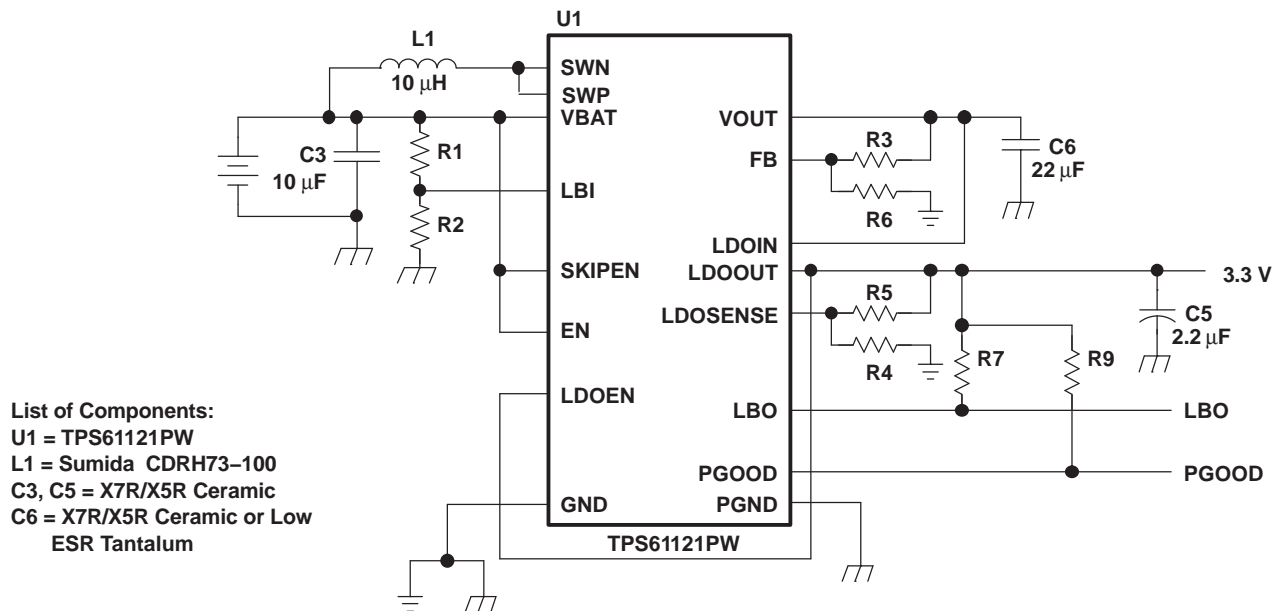 U1
L1
10 μH
SWN
SWP
VBAT
VOUT
R3
C6
22 μF
C3
10 μF
R1
FB
LBI
R6
R2
LDOIN
SKIPEN
LDOOUT
3.3 V
R5
LDOSENSE
C5
2.2 μF
EN
R4
R7
R9
LDOEN
LBO
LBO
List of Components:
U1 = TPS61121PW
L1 = Sumida CDRH73–100
C3, C5 = X7R/X5R Ceramic
C6 = X7R/X5R Ceramic or Low
ESR Tantalum
PGOOD
PGOOD
GND
PGND
TPS61121PW